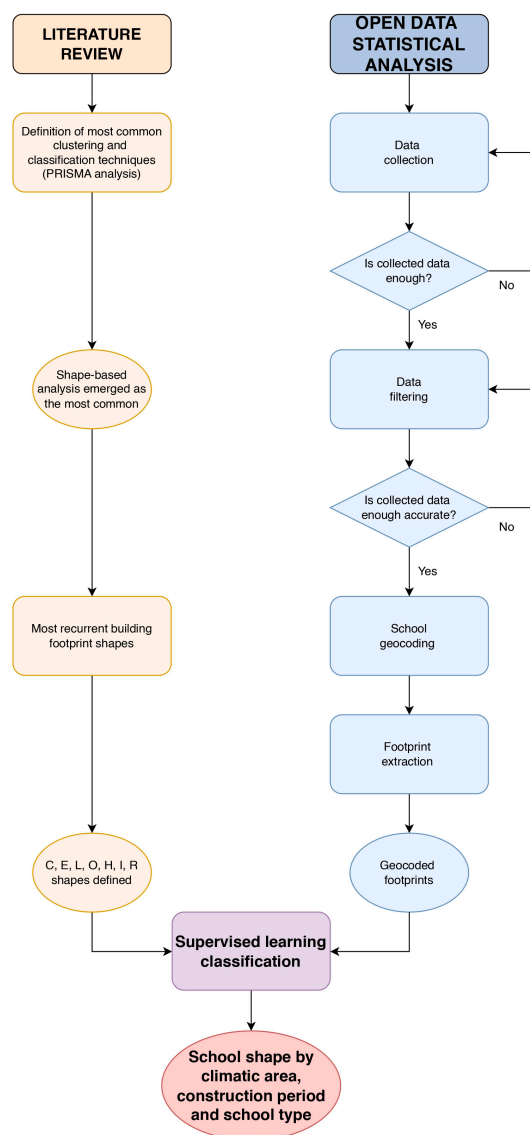 LITERATURE
REVIEW
Definition of most common
clustering and
classification techniques
(PRISMA analysis)
Shape-based
analysis emerged as
the most common
Most recurrent building
footprint shapes
C, E, L, O, H, I, R
shapes defined
OPEN DATA
STATISTICAL
ANALYSIS
Data
collection
Is collected data
enough?
No
Yes
Data
filtering
Is collected data
enough accurate?
No
Yes
School
geocoding
Footprint
extraction
Geocoded
footprints
Supervised learning
classification
School shape by
climatic area,
construction period
and school type